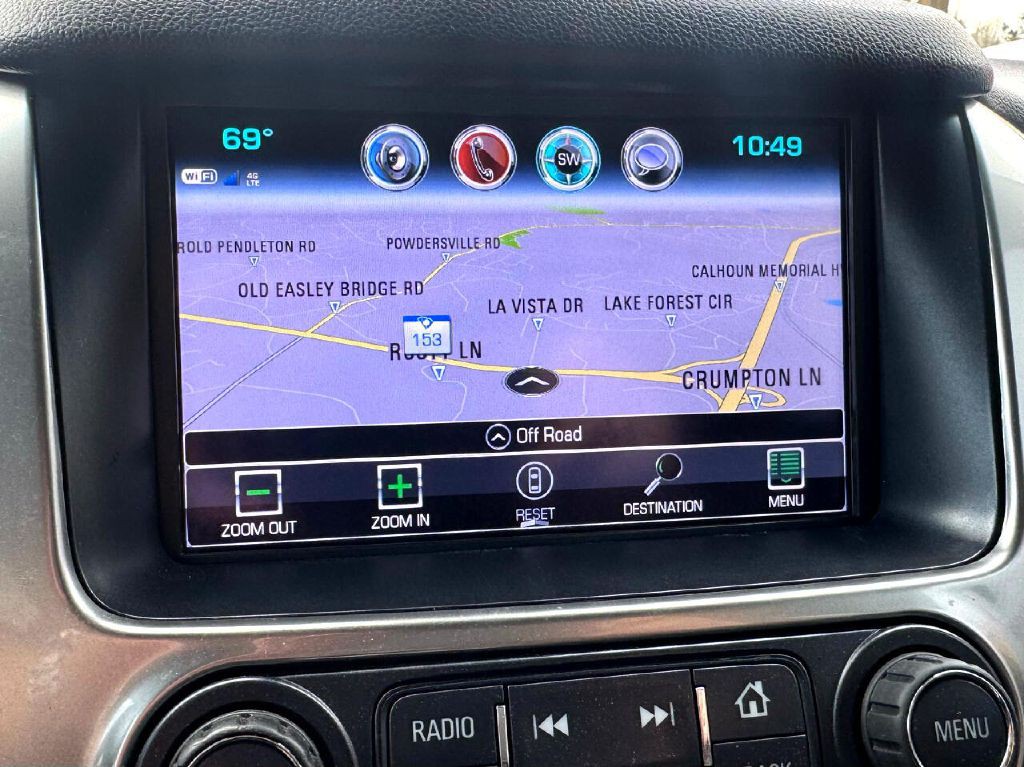 69°
SW
10:49
WiFi
4G
LTE
ROLD PENDLETON RD
POWDERSVILLE RD
CALHOUN MEMORIAL H
OLD EASLEY BRIDGE RD
LA VISTA DR
LAKE FOREST CIR
153
LN
CRUMPTON LN
Off Road
ZOOM OUT
ZOOM IN
RESET
DESTINATION
MENU
RADIO
MENU